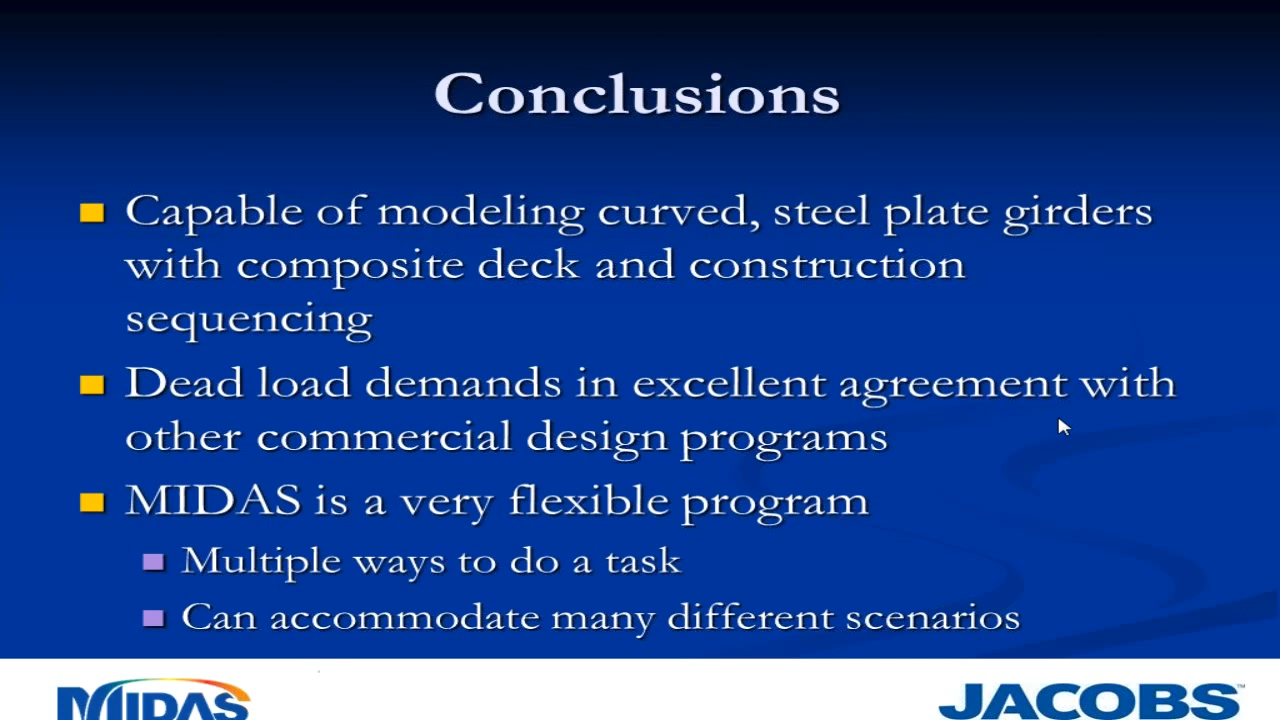 Conclusions
Capable of modeling curved, steel plate girders
with composite deck and construction
sequencing
Dead load demands in excellent agreement with
other commercial design programs
MIDAS is a very flexible program
Multiple ways to do a task
Can accommodate many different scenarios
MIDAS
JACOBS™